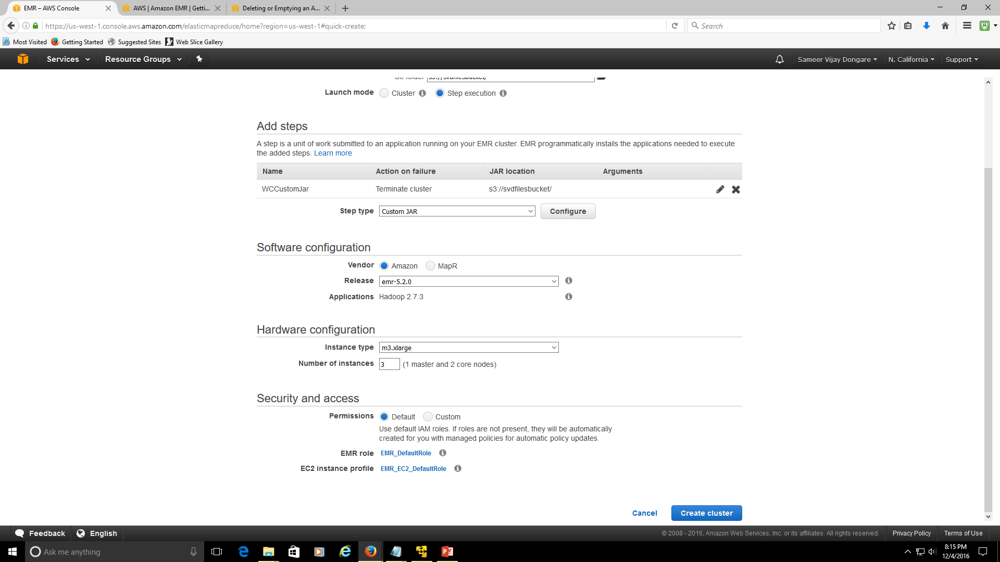 EMR – AWS Console
AWS | Amazon EMR | Getti...
Deleting or Emptying an A...
https://us-west-1.console.aws.amazon.com/elasticmapreduce/home?region=us-west-1#quick-create:
Search
Most Visited
Getting Started
Suggested Sites
Web Slice Gallery
Services
Resource Groups
Sameer Vijay Dongare
N. California
Support
s3://svdfilesbucket/
Launch mode
Cluster
Step execution
Add steps
A step is a unit of work submitted to an application running on your EMR cluster. EMR programmatically installs the applications needed to execute
the added steps. Learn more
Name
Action on failure
JAR location
Arguments
WCCustomJar
Terminate cluster
s3://svdfilesbucket/
Step type
Custom JAR
Configure
Software configuration
Vendor
Amazon
MapR
Release
emr-5.2.0
Applications
Hadoop 2.7.3
Hardware configuration
Instance type
m3.xlarge
Number of instances
3
(1 master and 2 core nodes)
Security and access
Permissions
Default
Custom
Use default IAM roles. If roles are not present, they will be automatically
created for you with managed policies for automatic policy updates.
EMR role
EMR_DefaultRole
EC2 instance profile
EMR_EC2_DefaultRole
Cancel
Create cluster
Feedback
English
© 2008 - 2016, Amazon Web Services, Inc. or its affiliates. All rights reserved.
Privacy Policy
Terms of Use
Ask me anything
8:15 PM
12/4/2016